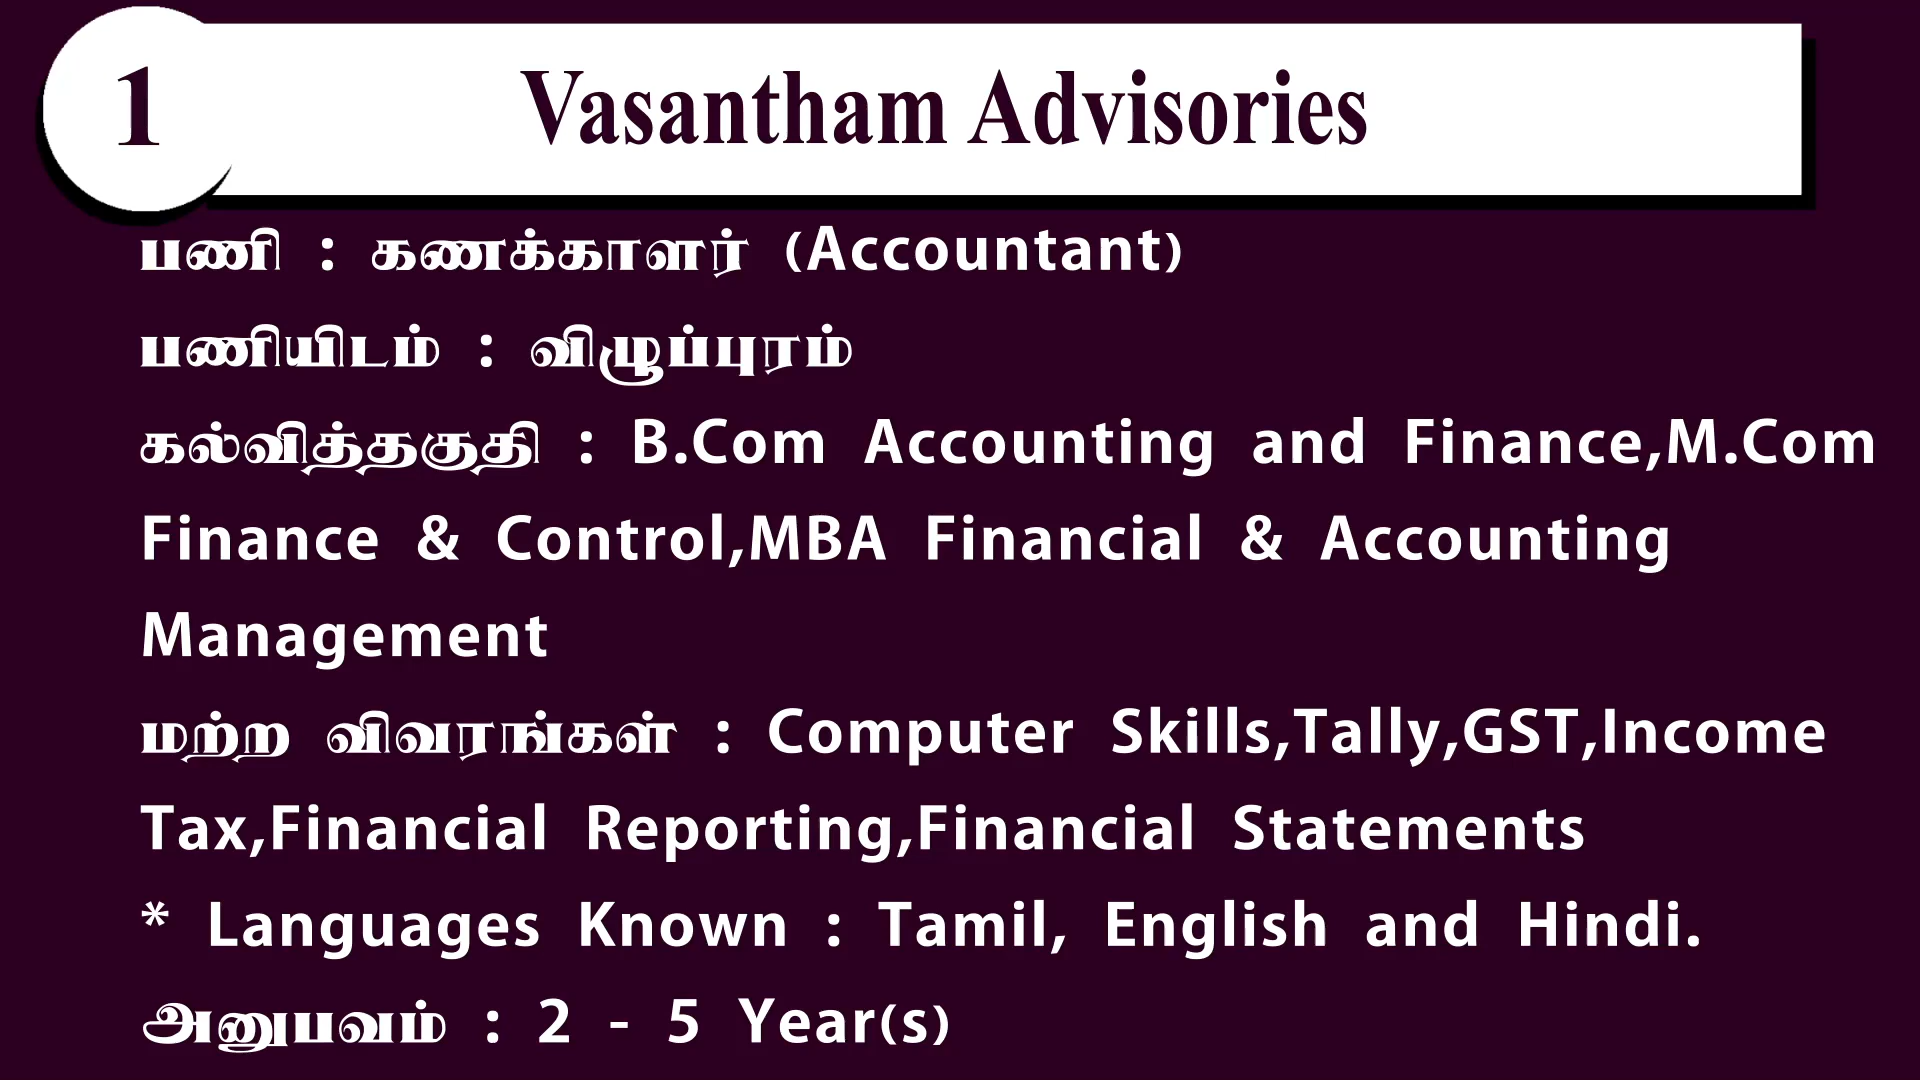 1 Vasantham Advisories
பணி : கணக்காளர் (Accountant)
பணியிடம் : விழுப்புரம்
கல்வித்தகுதி : B.Com Accounting and Finance,M.Com
Finance & Control,MBA Financial & Accounting
Management
மற்ற விவரங்கள் : Computer Skills,Tally,GST,Income
Tax,Financial Reporting,Financial Statements
* Languages Known : Tamil, English and Hindi.
அனுபவம் : 2 - 5 Year(s)